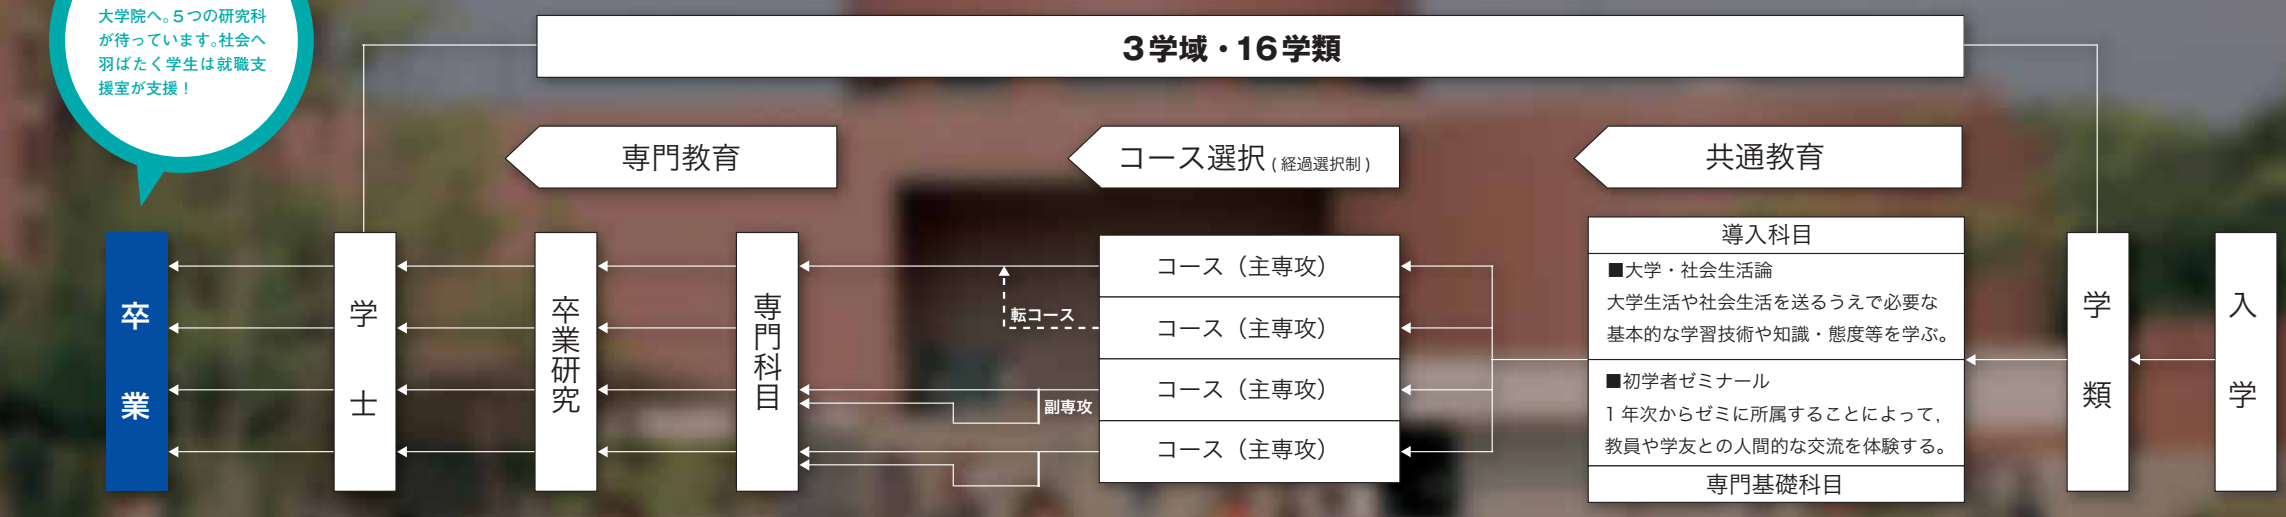 大学院へ。5つの研究科
が待っています。社会へ
羽ばたく学生は就職支
援室が支援！
3学域・16学類
専門教育
コース選択(経過選択制)
共通教育
卒業
学士
卒業研究
専門科目
転コース
副専攻
コース（主専攻）
コース（主専攻）
コース（主専攻）
コース（主専攻）
導入科目
■大学・社会生活論
大学生活や社会生活を送るうえで必要な
基本的な学習技術や知識・態度等を学ぶ。
■初学者ゼミナール
1年次からゼミに所属することによって，
教員や学友との人間的な交流を体験する。
専門基礎科目
学類
入学